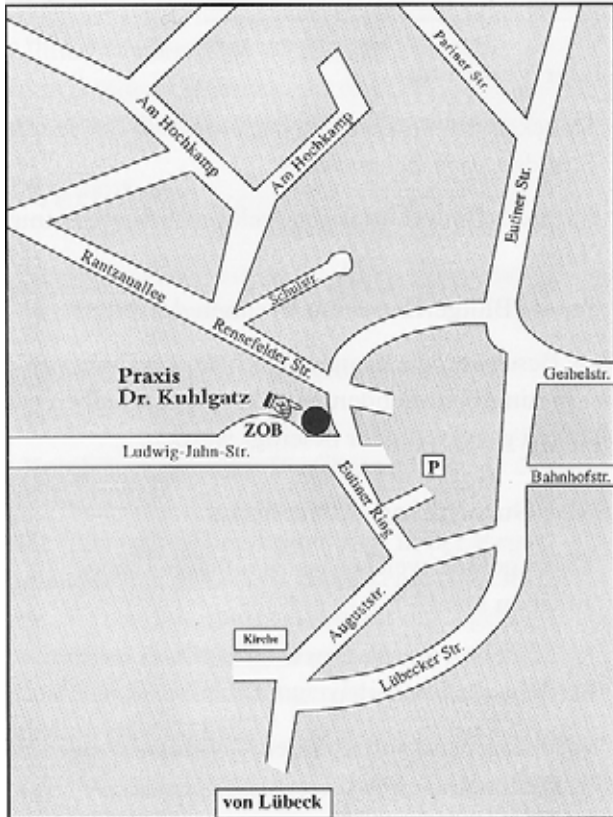 Pariner Str.
Am Hochkamp
Am Hochkamp
Eutiner Str.
Rantzauallee
Schulstr
Rensefelder Str.
Praxis
Dr. Kuhlgatz
Geibelstr.
ZOB
Ludwig-Jahn-Str.
P
Bahnhofstr.
Eutiner Ring
Auguststr.
Kirche
Lübecker Str.
von Lübeck